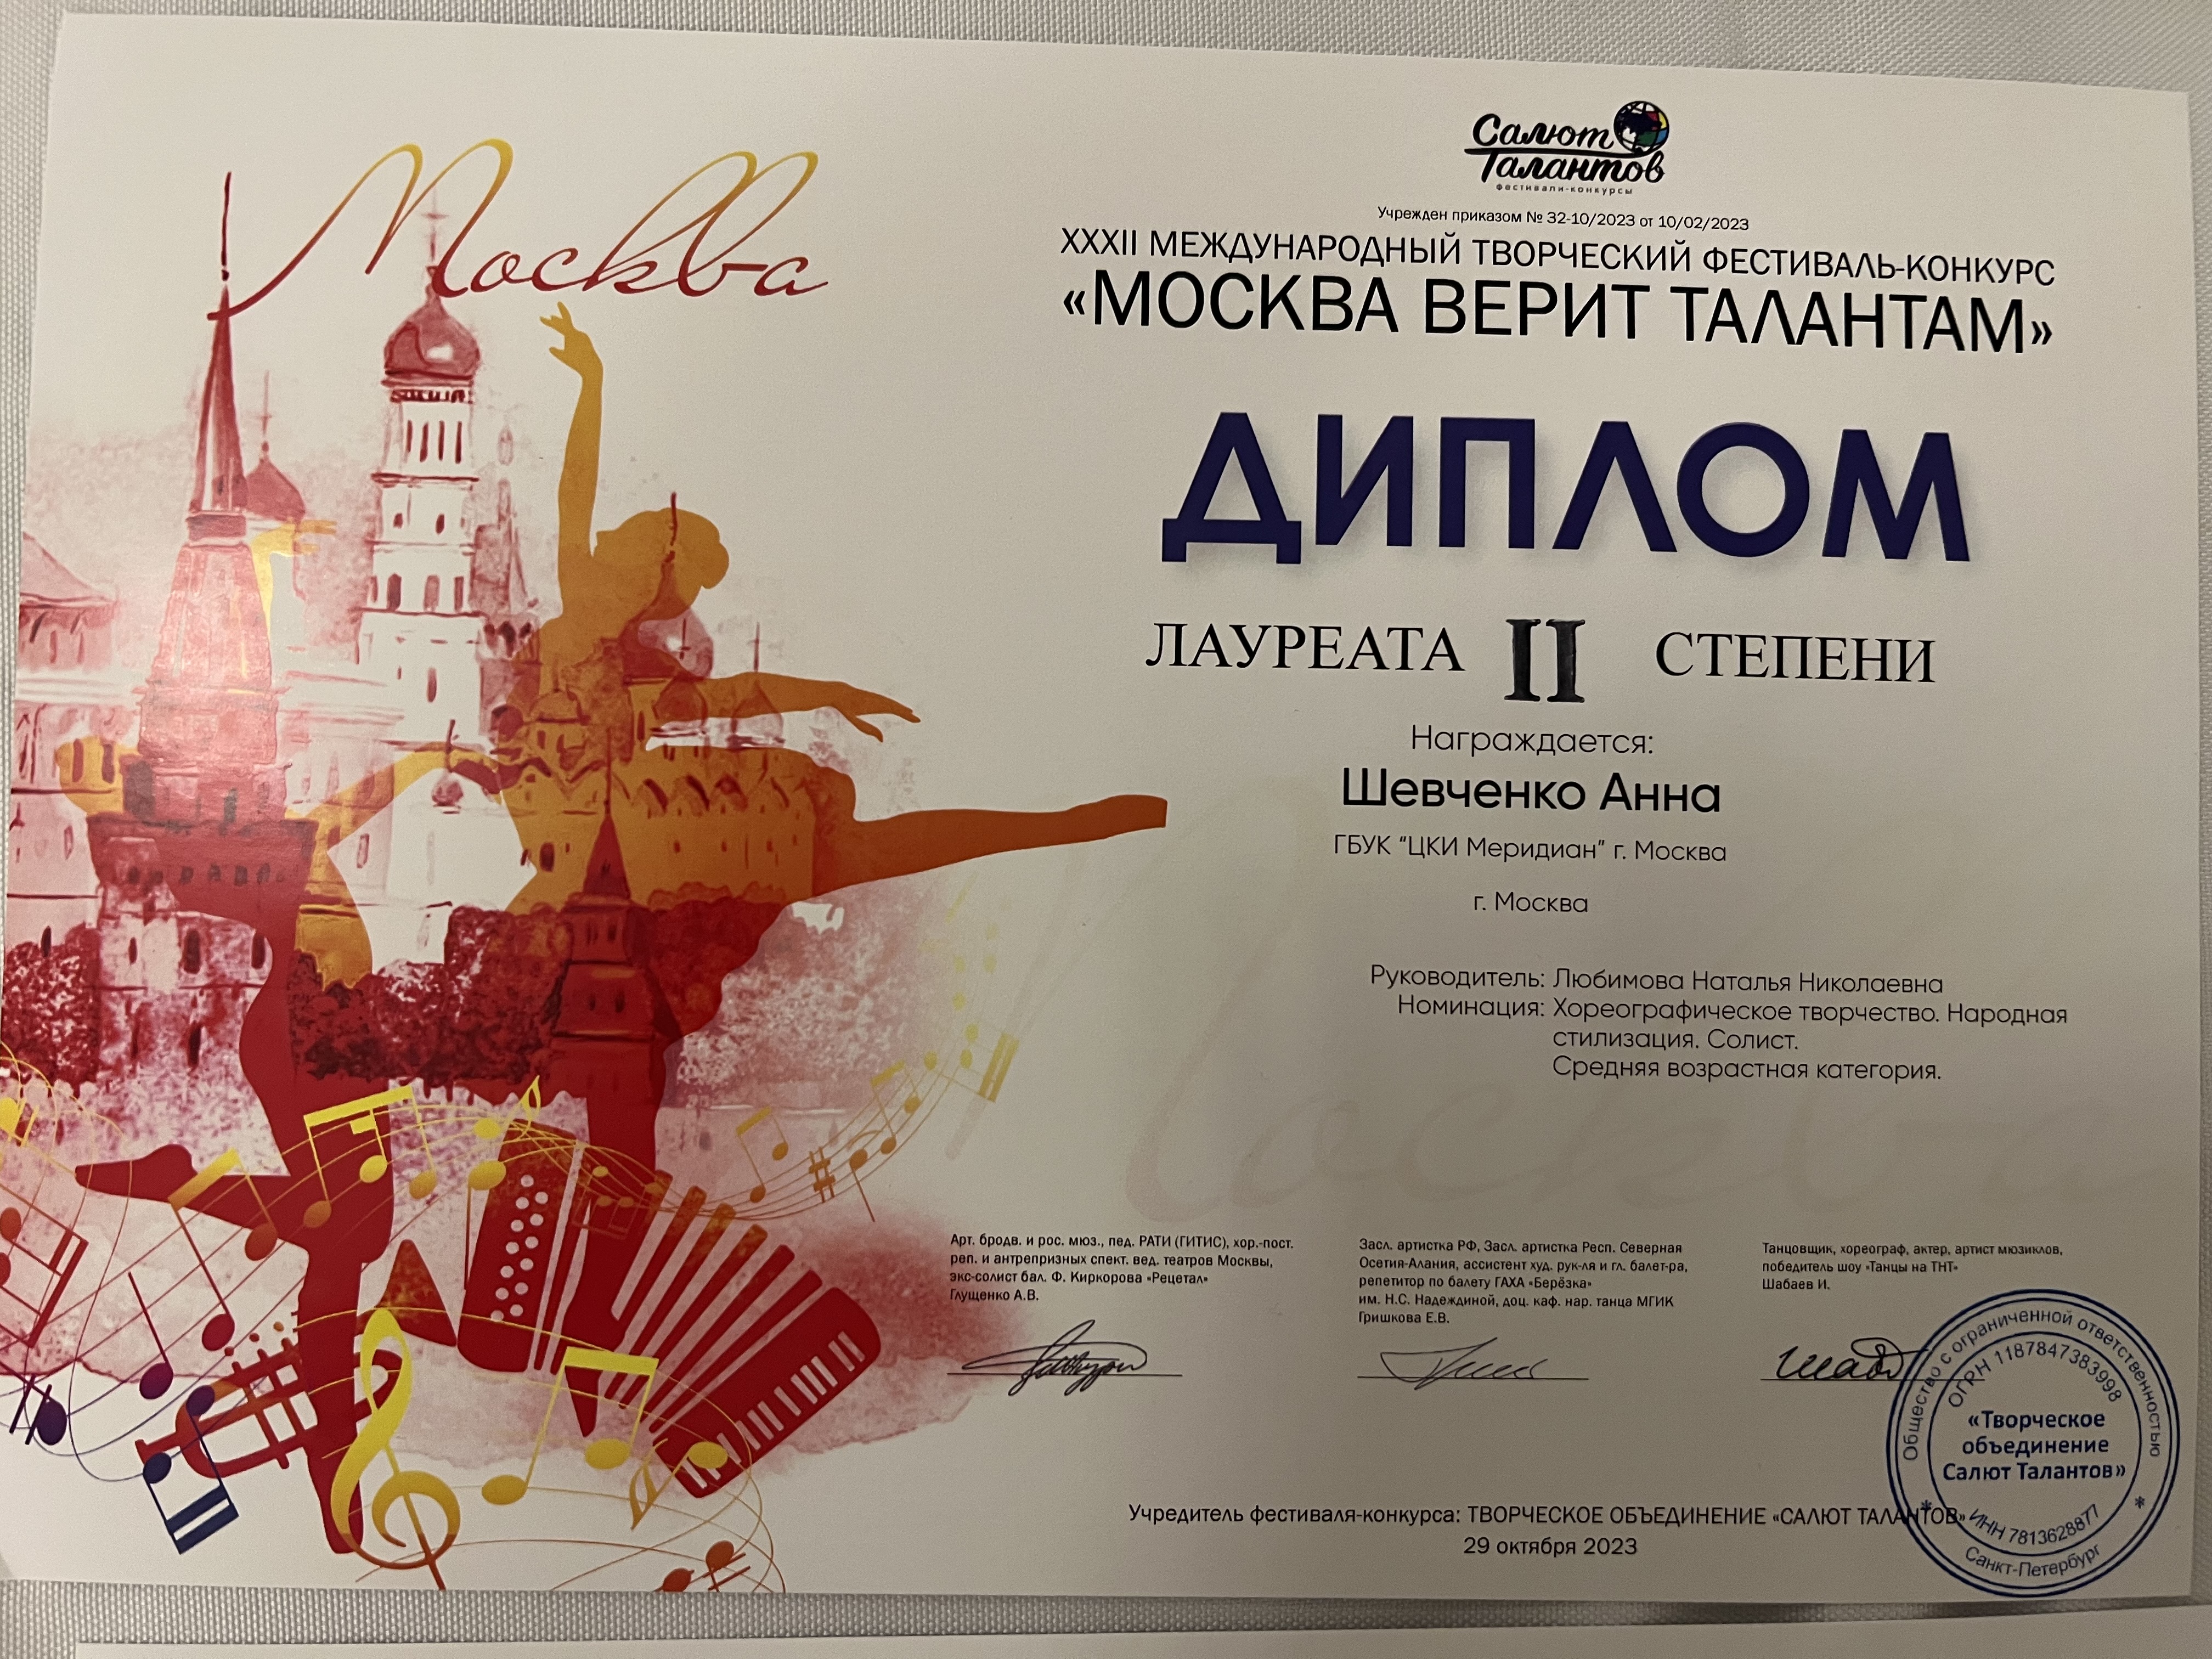 Москва
Салют
Талантов
фестивали-конкурсы
Учрежден приказом № 32-10/2023 от 10/02/2023
XXXII МЕЖДУНАРОДНЫЙ ТВОРЧЕСКИЙ ФЕСТИВАЛЬ-КОНКУРС
«МОСКВА ВЕРИТ ТАЛАНТАМ»
ДИПЛОМ
ЛАУРЕАТА II СТЕПЕНИ
Награждается:
Шевченко Анна
ГБУК "ЦКИ Меридиан" г. Москва
г. Москва
Руководитель: Любимова Наталья Николаевна
Номинация: Хореографическое творчество. Народная
стилизация. Солист.
Средняя возрастная категория.
Москва
Арт. бродв. и рос. мюз., пед. РАТИ (ГИТИС), хор.-пост.
реп. и антрепризных спект. вед. театров Москвы,
экс-солист бал. Ф. Киркорова «Рецетал»
Глущенко А.В.
Засл. артистка РФ, Засл. артистка Респ. Северная
Осетия-Алания, ассистент худ. рук-ля и гл. балет-ра,
репетитор по балету ГАХА «Берёзка»
им. Н.С. Надеждиной, доц. каф. нар. танца МГИК
Гришкова Е.В.
Танцовщик, хореограф, актер, артист мюзиклов,
победитель шоу «Танцы на ТНТ»
Шабаев И.
Общество с ограниченной ответственностью
ОГРН 1187847383998
«Творческое
объединение
Салют Талантов»
ИНН 7813628877
Санкт-Петербург
Учредитель фестиваля-конкурса: ТВОРЧЕСКОЕ ОБЪЕДИНЕНИЕ «САЛЮТ ТАЛАНТОВ»
29 октября 2023